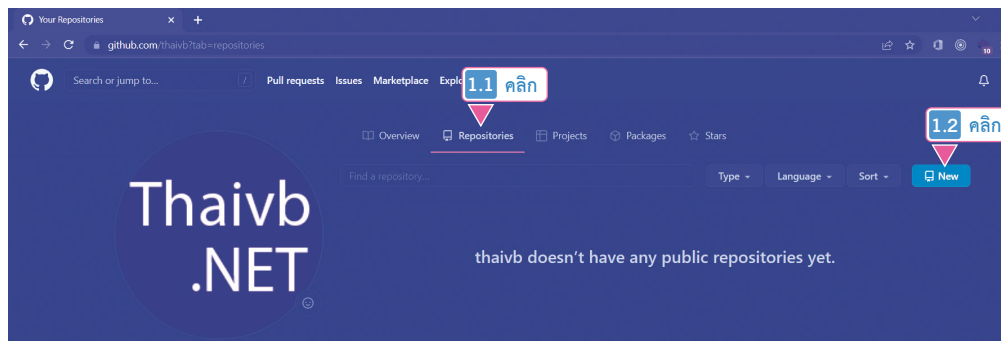 Your Repositories
github.com/thaivb?tab=repositories
10
Search or jump to... / Pull requests Issues Marketplace Explo
1.1 คลิก
Overview Repositories Projects Packages Stars
1.2 คลิก
Find a repository... Type Language Sort New
Thaivb
.NET
thaivb doesn't have any public repositories yet.